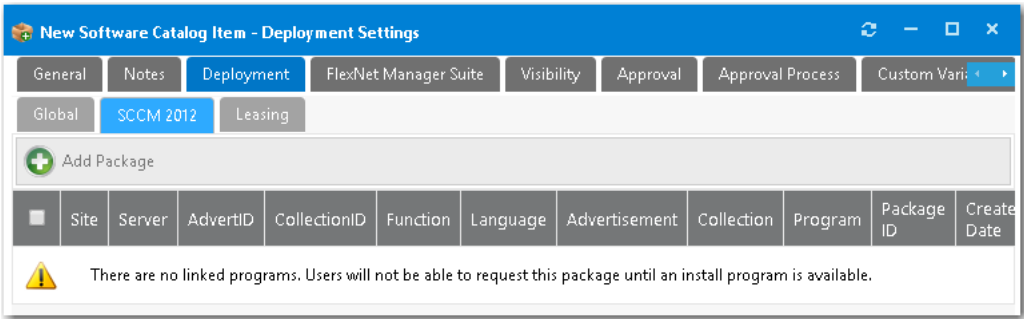 New Software Catalog Item - Deployment Settings
General Notes Deployment FlexNet Manager Suite Visibility Approval Approval Process Custom Vari
Global SCCM 2012 Leasing
Add Package
Site Server AdvertID CollectionID Function Language Advertisement Collection Program Package ID Create Date
There are no linked programs. Users will not be able to request this package until an install program is available.